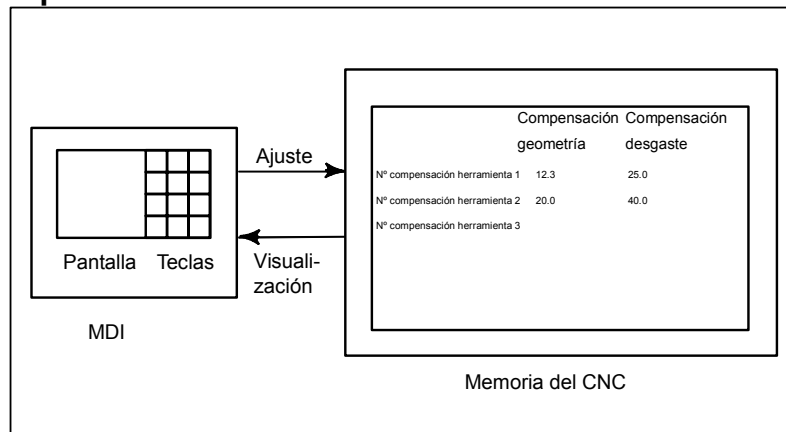 Compensación Compensación
geometría desgaste
Ajuste
Nº compensación herramienta 1 12.3 25.0
Nº compensación herramienta 2 20.0 40.0
Nº compensación herramienta 3
Pantalla Teclas
Visuali-
zación
MDI
Memoria del CNC